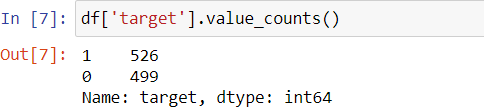 In [7]: df['target'].value_counts()
Out[7]: 1    526
0    499
Name: target, dtype: int64